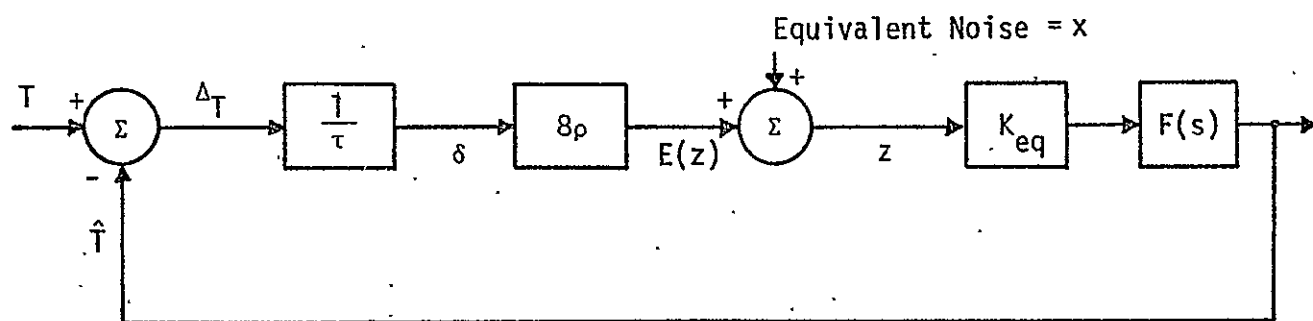 Equivalent Noise = x
T + Σ Δ_T 1/τ δ 8ρ + E(z) + Σ z K_eq F(s)
-
T̂